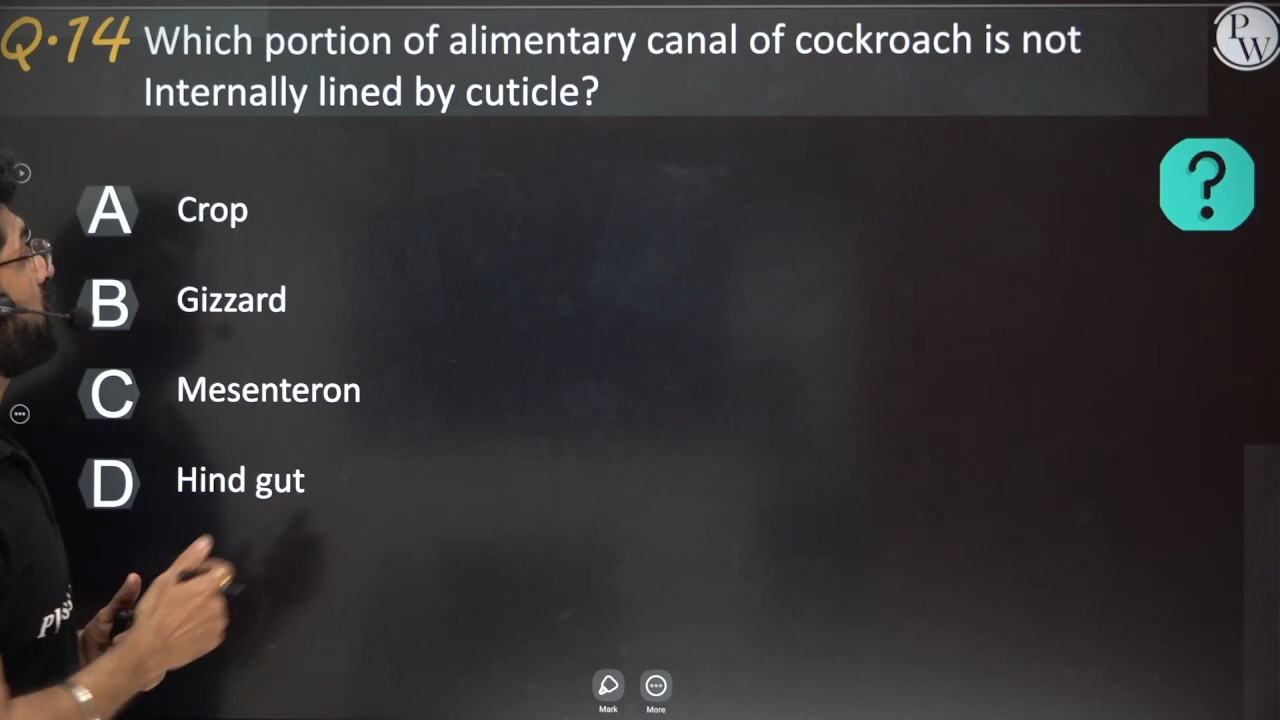 Q.14 Which portion of alimentary canal of cockroach is not
Internally lined by cuticle?
PW
?
A Crop
B Gizzard
C Mesenteron
D Hind gut
Mark
More